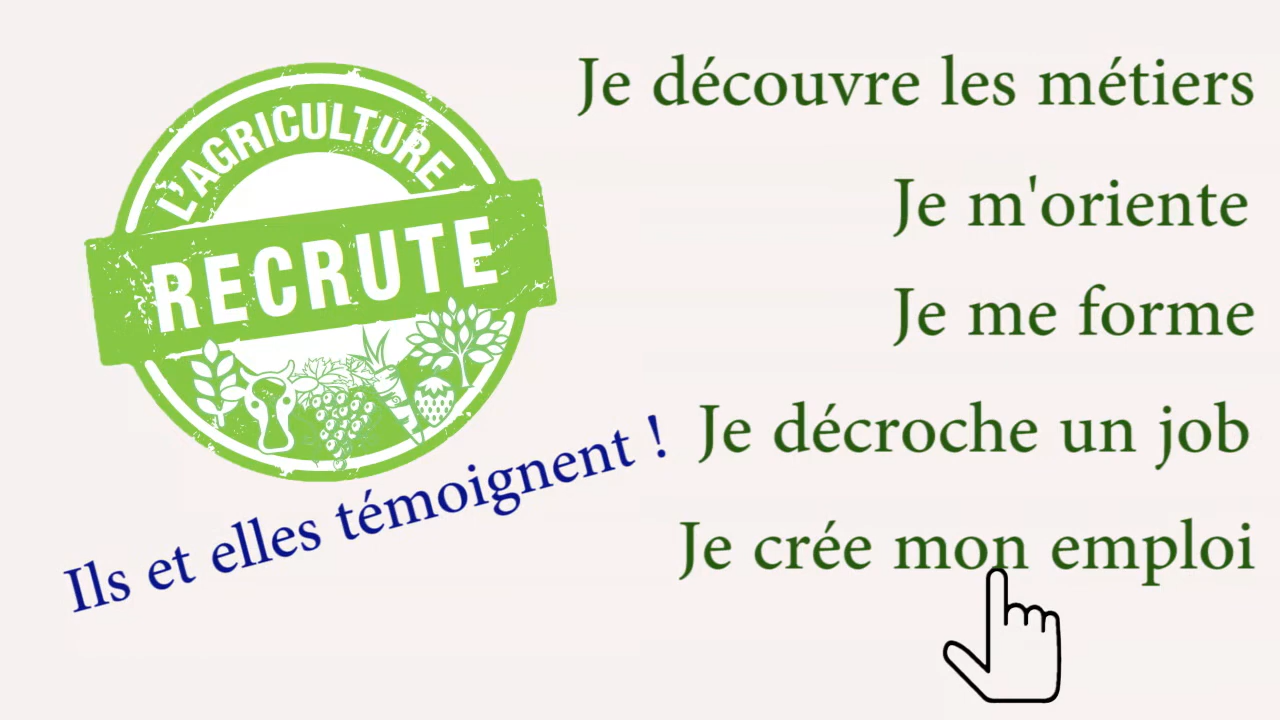 L'AGRICULTURE
RECRUTE
Ils et elles témoignent !
Je découvre les métiers
Je m'oriente
Je me forme
Je décroche un job
Je crée mon emploi